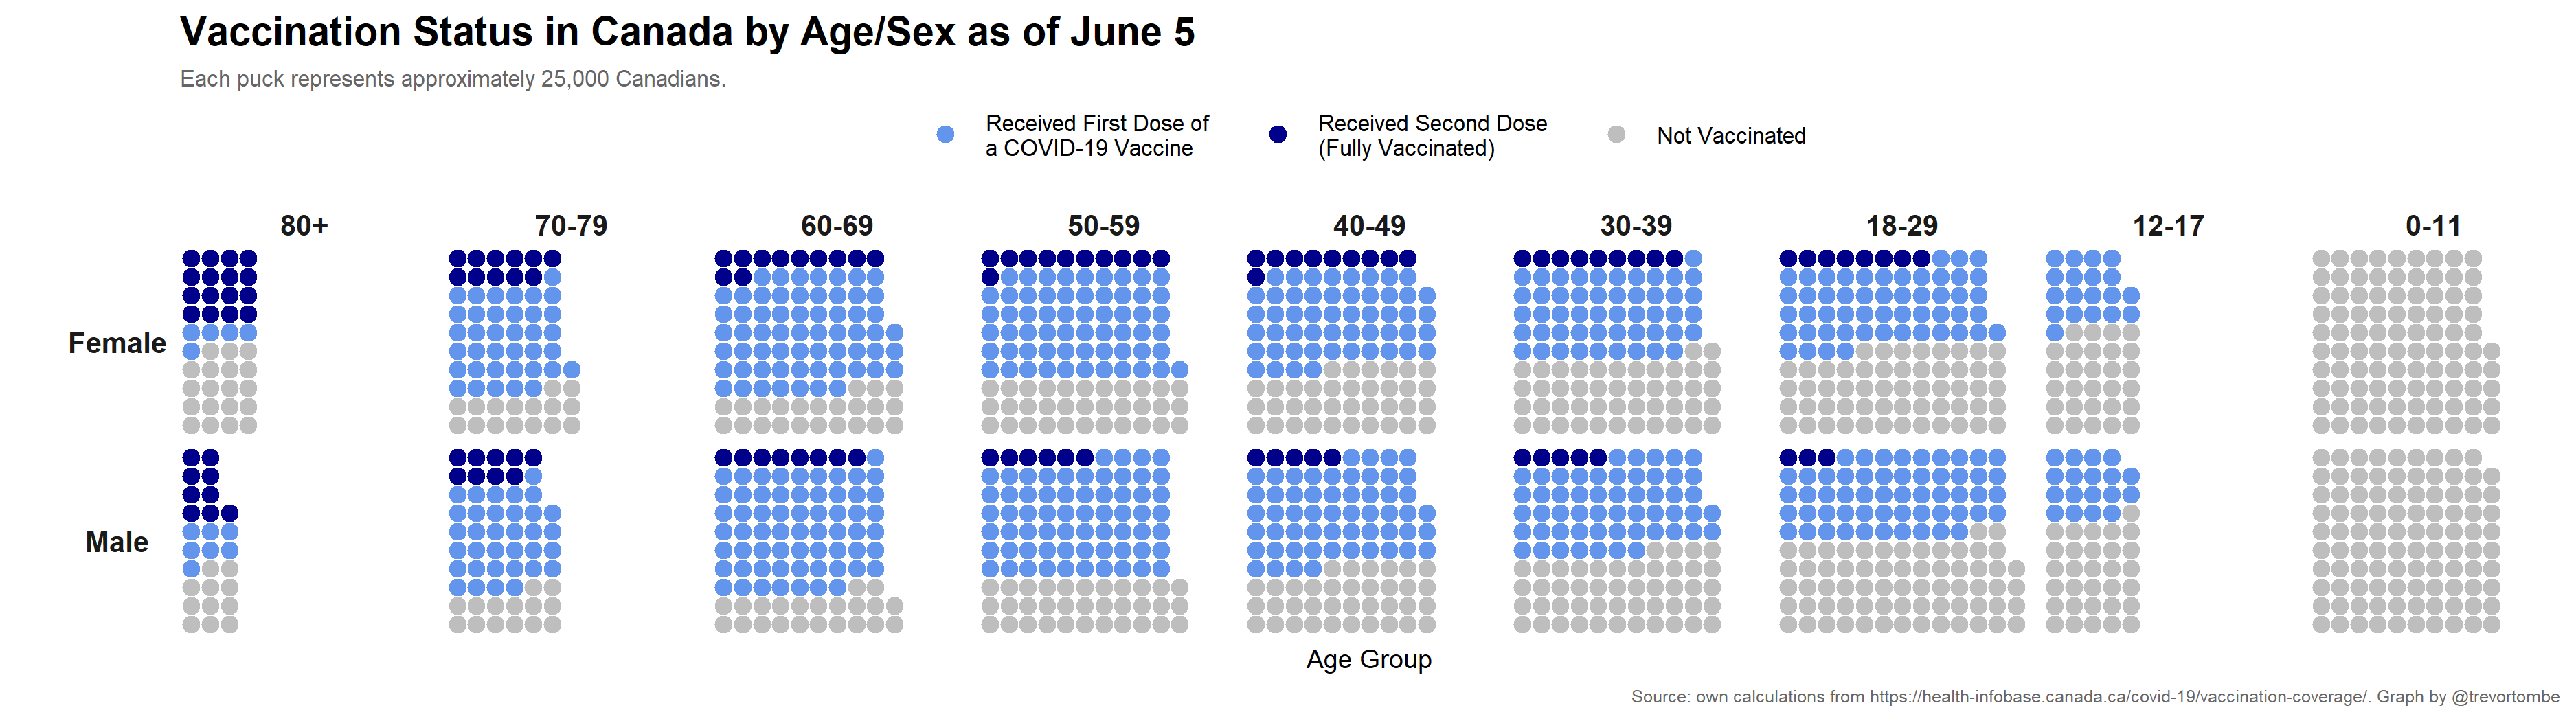 Vaccination Status in Canada by Age/Sex as of June 5
Each puck represents approximately 25,000 Canadians.
Received First Dose of
a COVID-19 Vaccine
Received Second Dose
(Fully Vaccinated)
Not Vaccinated
80+ 70-79 60-69 50-59 40-49 30-39 18-29 12-17 0-11
Female
Male
Age Group
Source: own calculations from https://health-infobase.canada.ca/covid-19/vaccination-coverage/. Graph by @trevortombe